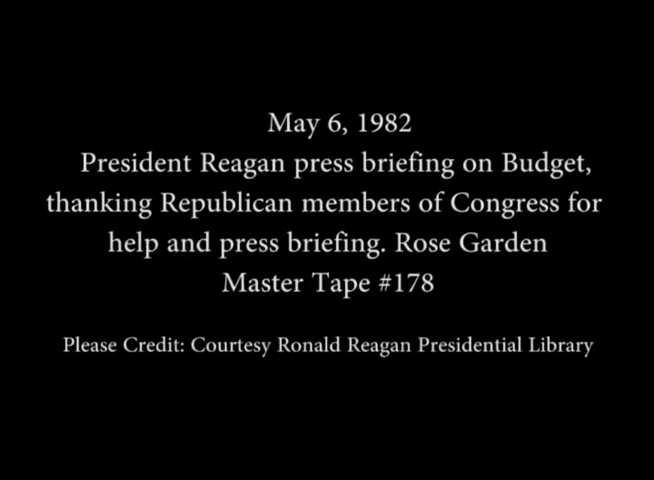 May 6, 1982
President Reagan press briefing on Budget,
thanking Republican members of Congress for
help and press briefing. Rose Garden
Master Tape #178
Please Credit: Courtesy Ronald Reagan Presidential Library